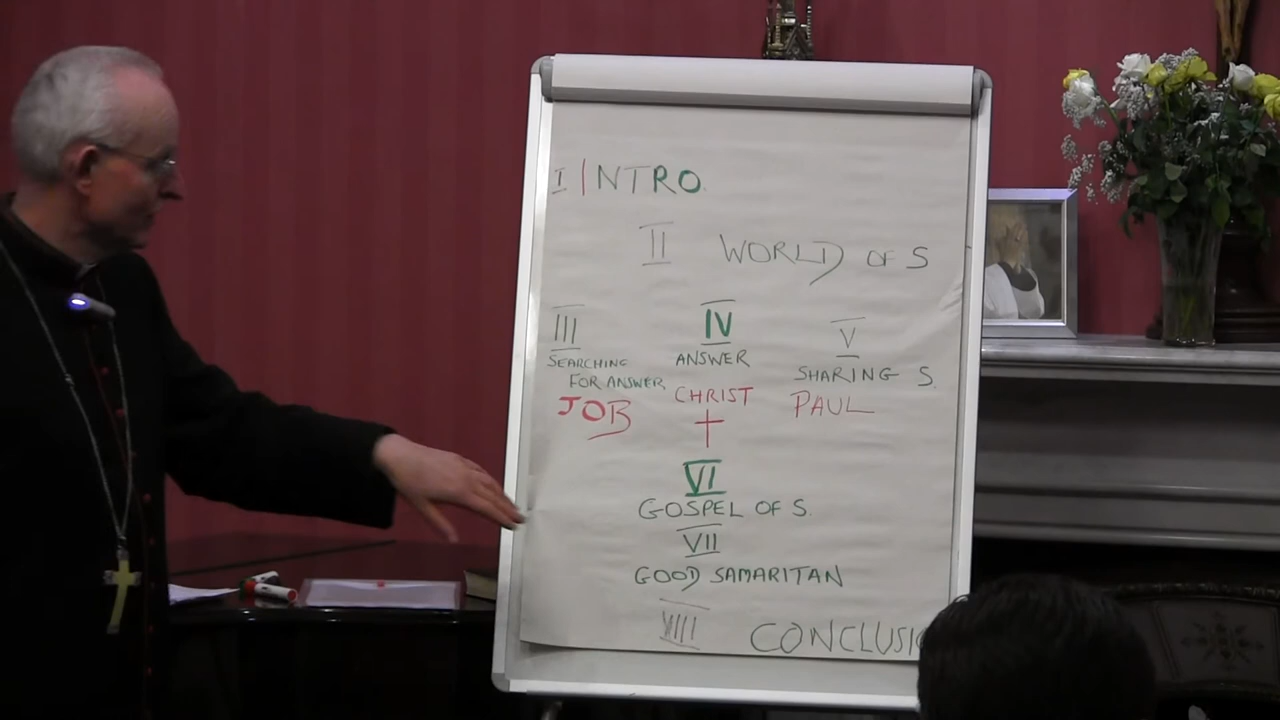 I INTRO.
II WORLD OF S
III IV V
SEARCHING FOR ANSWER
JOB
ANSWER
CHRIST
SHARING S.
PAUL
VI
GOSPEL OF S.
VII
GOOD SAMARITAN
VIII